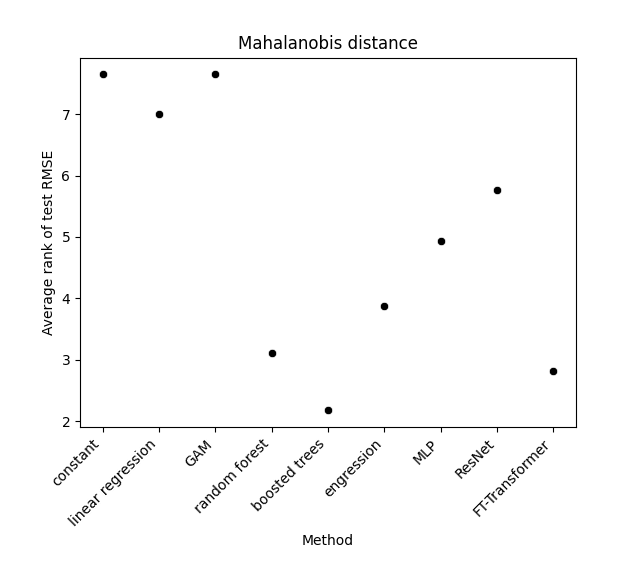 Mahalanobis distance
Average rank of test RMSE
7
6
5
4
3
2
constant
linear regression
GAM
random forest
boosted trees
engression
MLP
ResNet
FT-Transformer
Method